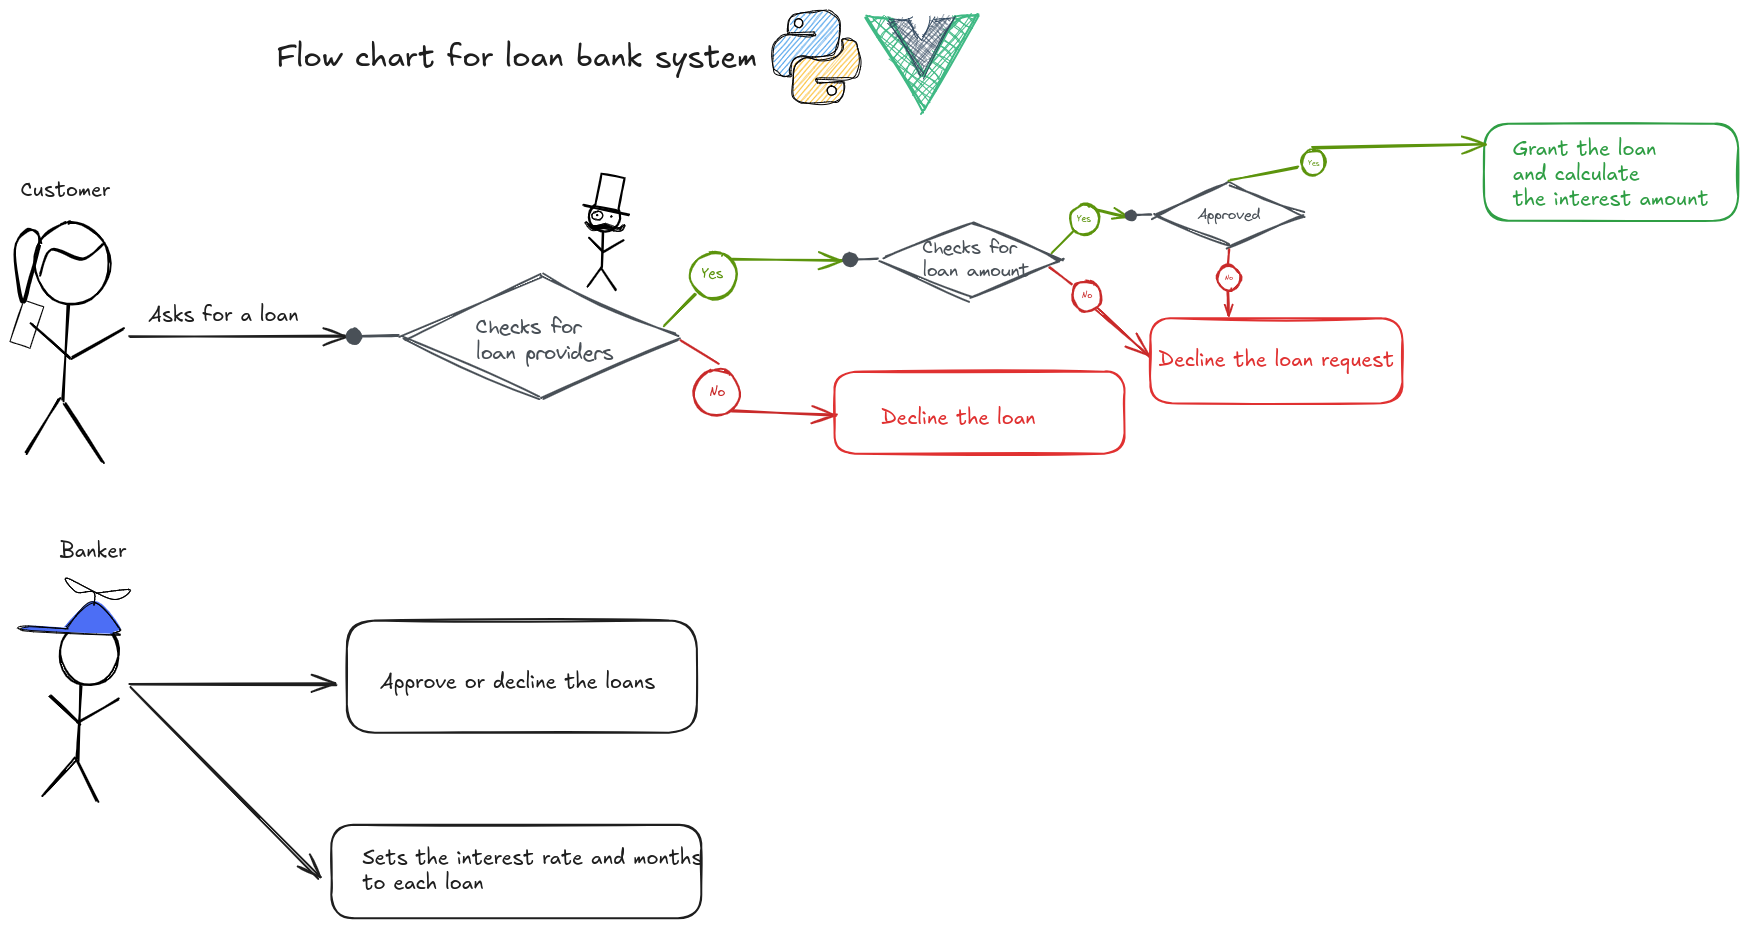 Flow chart for loan bank system
Customer
Asks for a loan
Checks for
loan providers
Yes
No
Decline the loan
Checks for
loan amount
Yes
No
Approved
Yes
No
Grant the loan
and calculate
the interest amount
Decline the loan request
Banker
Approve or decline the loans
Sets the interest rate and months
to each loan